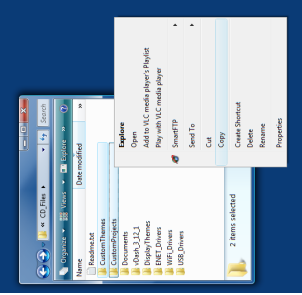 « CD_Files
Search
Organize
Views
Explore
»
Name
Date modified
»
Readme.txt
CustomThemes
CustomProjects
Documents
vDash_3_12_1
DisplayThemes
iNET_Drivers
WiFi_Drivers
USB_Drivers
2 items selected
Explore
Open
Add to VLC media player's Playlist
Play with VLC media player
SmartFTP
Send To
Cut
Copy
Create Shortcut
Delete
Rename
Properties